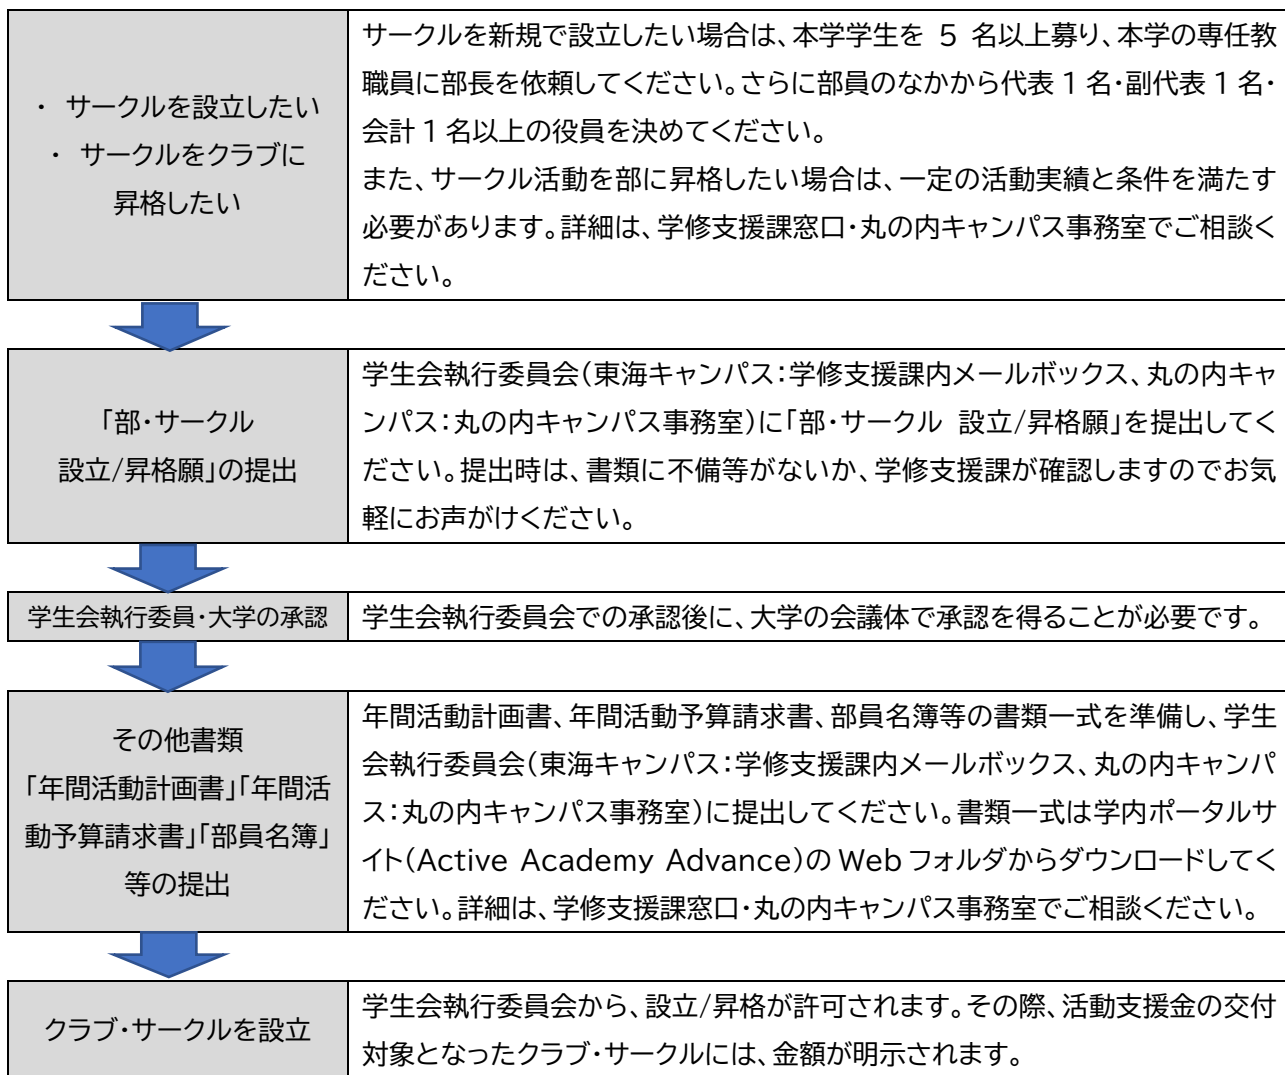 ・ サークルを設立したい
・ サークルをクラブに
昇格したい
サークルを新規で設立したい場合は、本学学生を 5 名以上募り、本学の専任教
職員に部長を依頼してください。さらに部員のなかから代表 1 名・副代表 1 名・
会計 1 名以上の役員を決めてください。
また、サークル活動を部に昇格したい場合は、一定の活動実績と条件を満たす
必要があります。詳細は、学修支援課窓口・丸の内キャンパス事務室でご相談く
ださい。
「部・サークル
設立/昇格願」の提出
学生会執行委員会(東海キャンパス:学修支援課内メールボックス、丸の内キャ
ンパス:丸の内キャンパス事務室)に「部・サークル 設立/昇格願」を提出してく
ださい。提出時は、書類に不備等がないか、学修支援課が確認しますのでお気
軽にお声がけください。
学生会執行委員・大学の承認
学生会執行委員会での承認後に、大学の会議体で承認を得ることが必要です。
その他書類
「年間活動計画書」「年間活
動予算請求書」「部員名簿」
等の提出
年間活動計画書、年間活動予算請求書、部員名簿等の書類一式を準備し、学生
会執行委員会(東海キャンパス:学修支援課内メールボックス、丸の内キャンパ
ス:丸の内キャンパス事務室)に提出してください。書類一式は学内ポータルサ
イト(Active Academy Advance)の Web フォルダからダウンロードしてく
ださい。詳細は、学修支援課窓口・丸の内キャンパス事務室でご相談ください。
クラブ・サークルを設立
学生会執行委員会から、設立/昇格が許可されます。その際、活動支援金の交付
対象となったクラブ・サークルには、金額が明示されます。